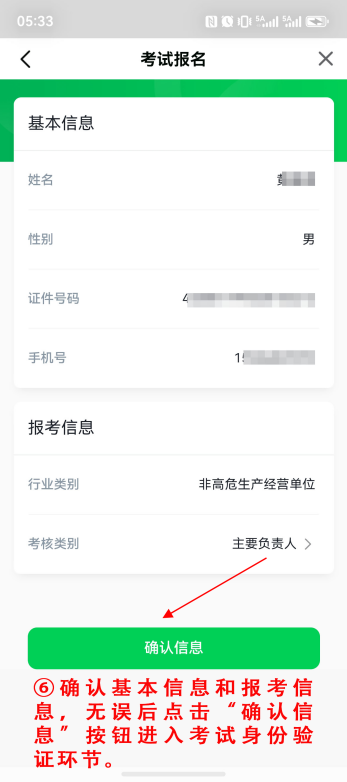 05:33
考试报名
基本信息
姓名
性别 男
证件号码 4
手机号 15
报考信息
行业类别 非高危生产经营单位
考核类别 主要负责人
确认信息
⑥确认基本信息和报考信
息，无误后点击“确认信
息”按钮进入考试身份验
证环节。